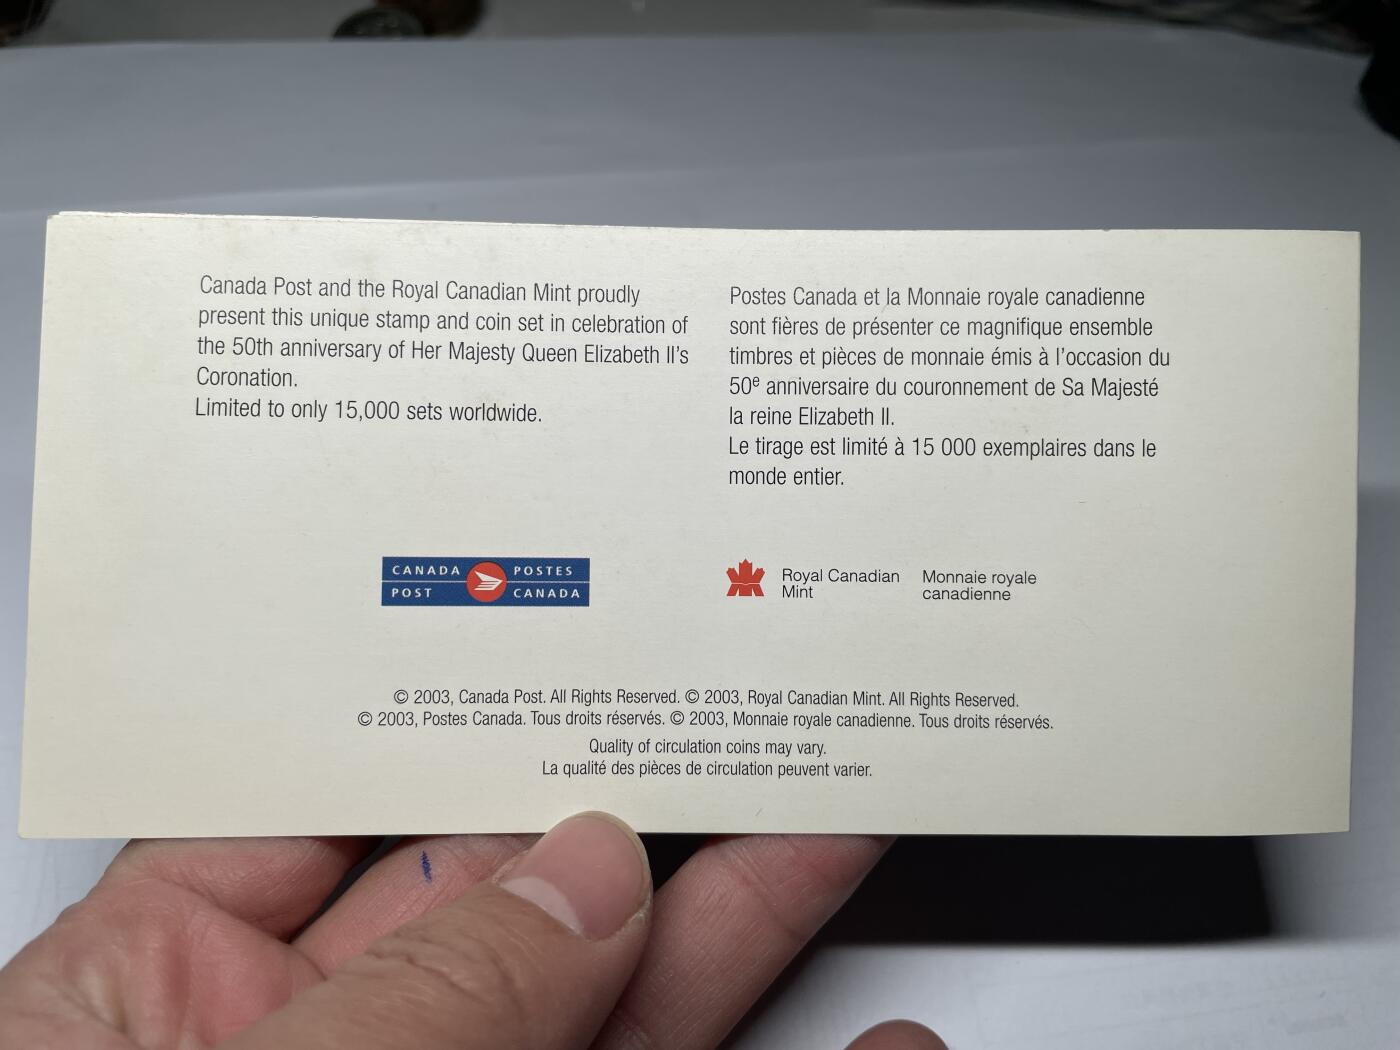 Canada Post and the Royal Canadian Mint proudly
present this unique stamp and coin set in celebration of
the 50th anniversary of Her Majesty Queen Elizabeth II's
Coronation.
Limited to only 15,000 sets worldwide.
Postes Canada et la Monnaie royale canadienne
sont fières de présenter ce magnifique ensemble
timbres et pièces de monnaie émis à l'occasion du
50e anniversaire du couronnement de Sa Majesté
la reine Elizabeth II.
Le tirage est limité à 15 000 exemplaires dans le
monde entier.
CANADA POSTES
POST CANADA
Royal Canadian
Mint
Monnaie royale
canadienne
© 2003, Canada Post. All Rights Reserved. © 2003, Royal Canadian Mint. All Rights Reserved.
© 2003, Postes Canada. Tous droits réservés. © 2003, Monnaie royale canadienne. Tous droits réservés.
Quality of circulation coins may vary.
La qualité des pièces de circulation peuvent varier.